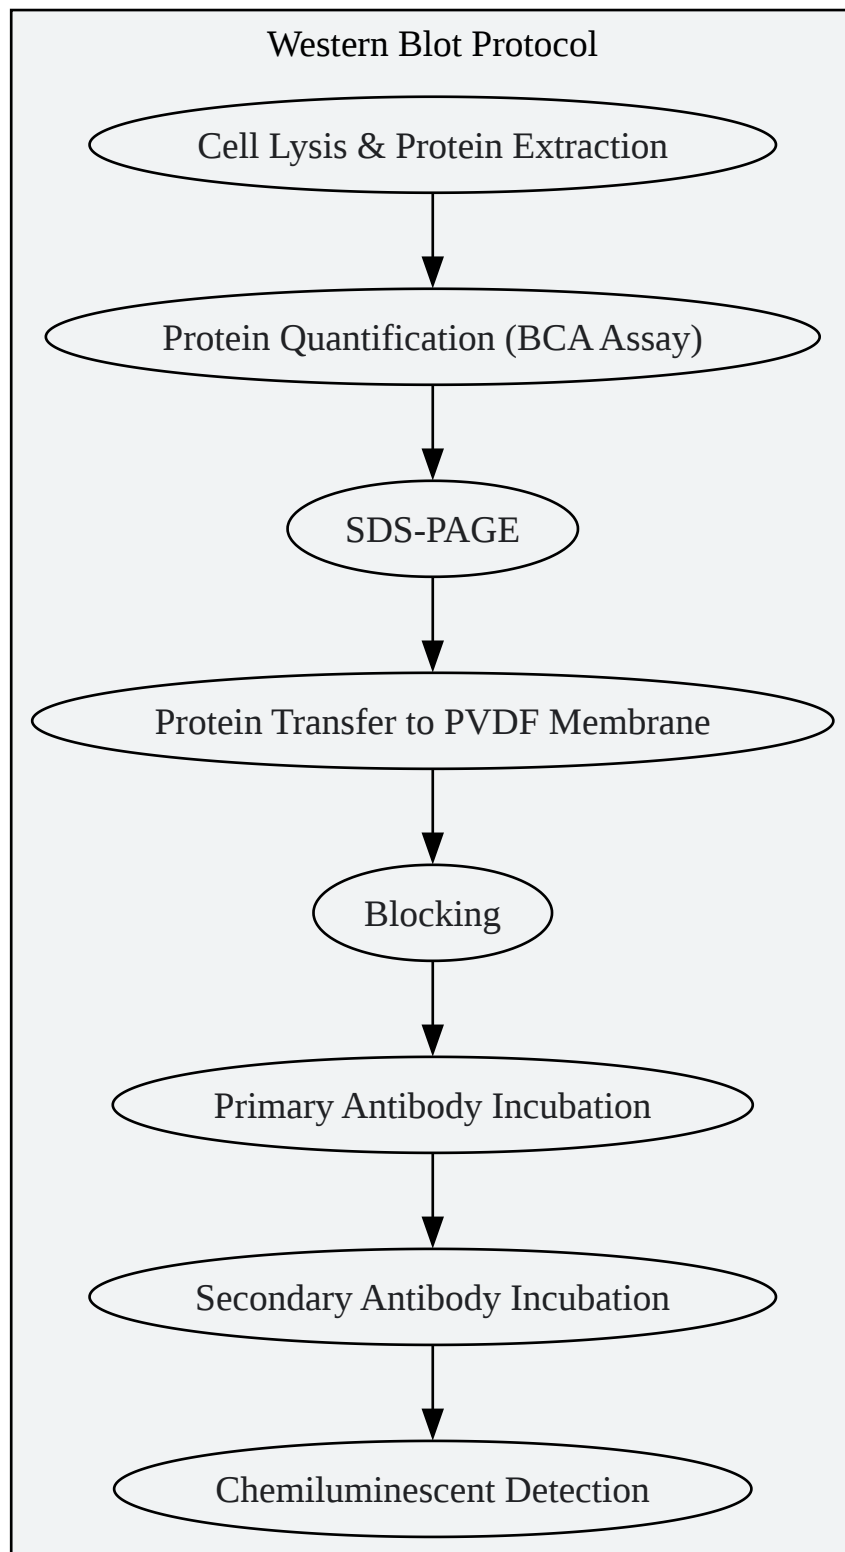 Western Blot Protocol
Cell Lysis & Protein Extraction
Protein Quantification (BCA Assay)
SDS-PAGE
Protein Transfer to PVDF Membrane
Blocking
Primary Antibody Incubation
Secondary Antibody Incubation
Chemiluminescent Detection